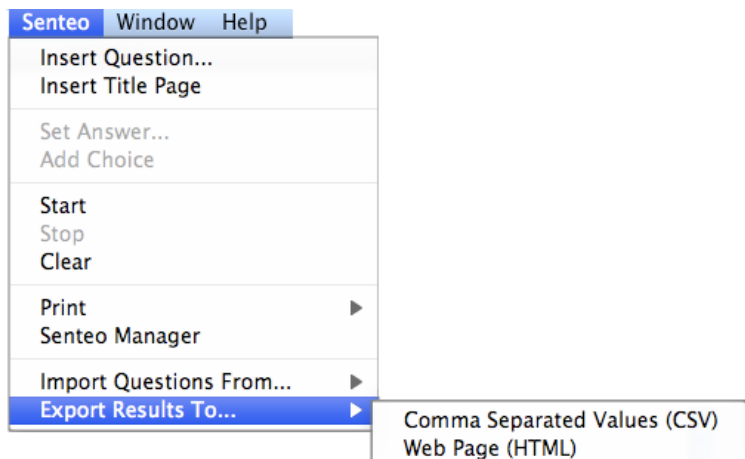 Senteo Window Help
Insert Question...
Insert Title Page
Set Answer...
Add Choice
Start
Stop
Clear
Print
Senteo Manager
Import Questions From...
Export Results To...
Comma Separated Values (CSV)
Web Page (HTML)